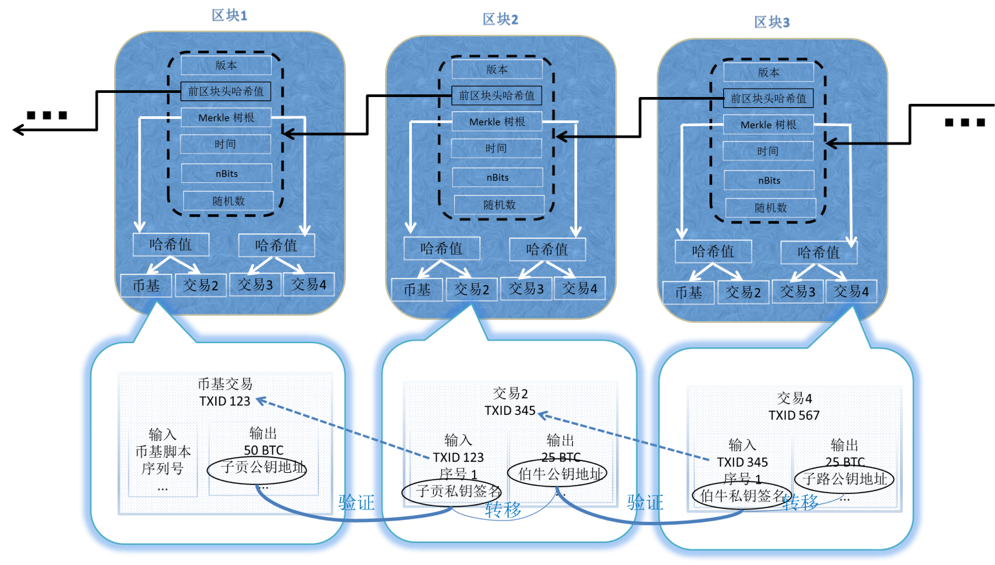 区块1
区块2
区块3
版本
前区块头哈希值
Merkle 树根
时间
nBits
随机数
哈希值
哈希值
币基
交易2
交易3
交易4
版本
前区块头哈希值
Merkle 树根
时间
nBits
随机数
哈希值
哈希值
币基
交易2
交易3
交易4
版本
前区块头哈希值
Merkle 树根
时间
nBits
随机数
哈希值
哈希值
币基
交易2
交易3
交易4
币基交易
TXID 123
输入
币基脚本
序列号
...
输出
50 BTC
子贡公钥地址
...
验证
交易2
TXID 345
输入
TXID 123
序号 1
子贡私钥签名
输出
25 BTC
伯牛公钥地址
...
转移
验证
交易4
TXID 567
输入
TXID 345
序号 1
伯牛私钥签名
输出
25 BTC
子路公钥地址
...
转移